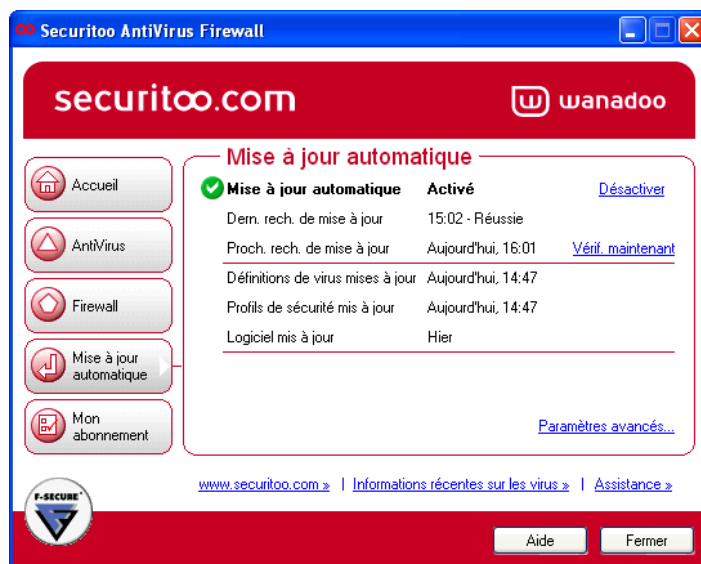 Securitoo AntiVirus Firewall
securitoo.com
wanadoo
Accueil
AntiVirus
Firewall
Mise à jour
automatique
Mon
abonnement
Mise à jour automatique
Mise à jour automatique Activé Désactiver
Dern. rech. de mise à jour 15:02 - Réussie
Proch. rech. de mise à jour Aujourd'hui, 16:01 Vérif. maintenant
Définitions de virus mises à jour Aujourd'hui, 14:47
Profils de sécurité mis à jour Aujourd'hui, 14:47
Logiciel mis à jour Hier
Paramètres avancés...
www.securitoo.com » | Informations récentes sur les virus » | Assistance »
F-SECURE
Aide Fermer